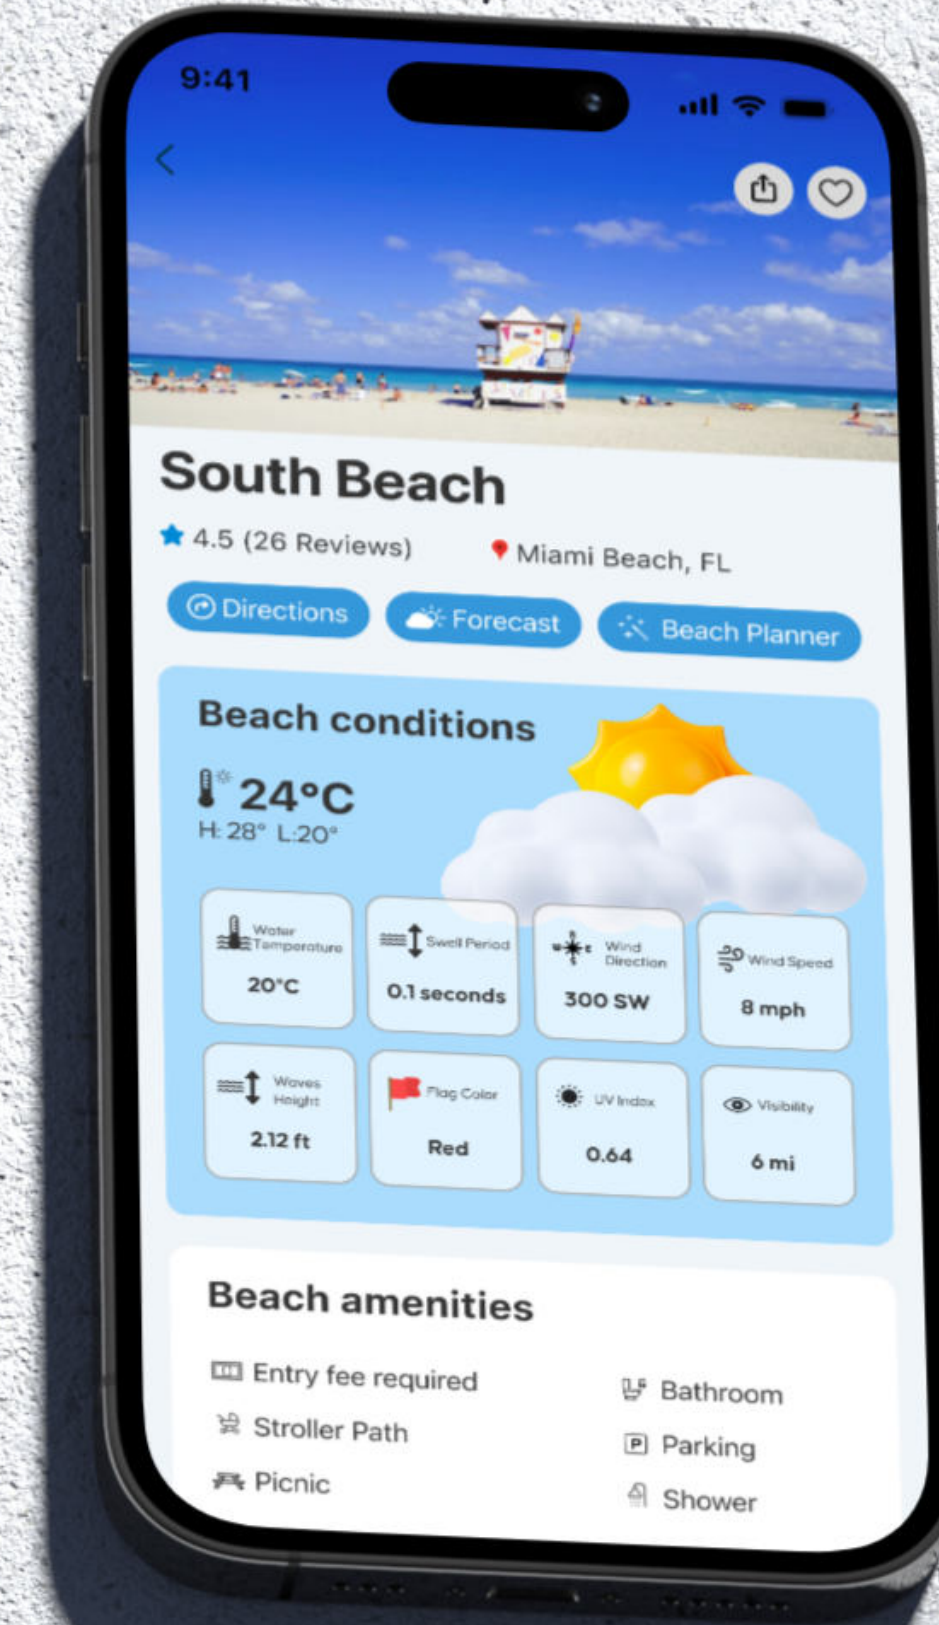 9:41
South Beach
4.5 (26 Reviews)
Miami Beach, FL
Directions
Forecast
Beach Planner
Beach conditions
24°C
H: 28° L:20°
Water
Temperature
20°C
Swell Period
0.1 seconds
Wind
Direction
300 SW
Wind Speed
8 mph
Waves
Height
2.12 ft
Flag Color
Red
UV Index
0.64
Visibility
6 mi
Beach amenities
Entry fee required
Bathroom
Stroller Path
P Parking
Picnic
Shower